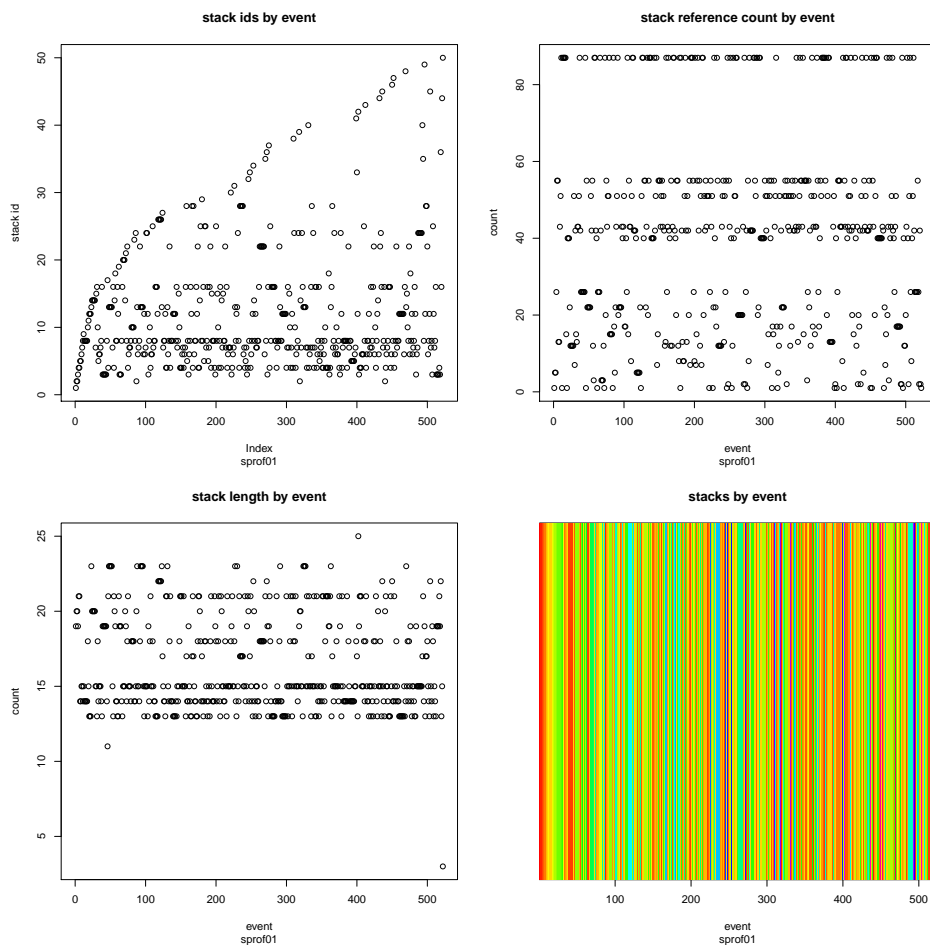 stack ids by event
stack id
50
40
30
20
10
0
0 100 200 300 400 500
Index
sprof01
stack reference count by event
count
80
60
40
20
0
0 100 200 300 400 500
event
sprof01
stack length by event
count
25
20
15
10
5
0 100 200 300 400 500
event
sprof01
stacks by event
100 200 300 400 500
event
sprof01